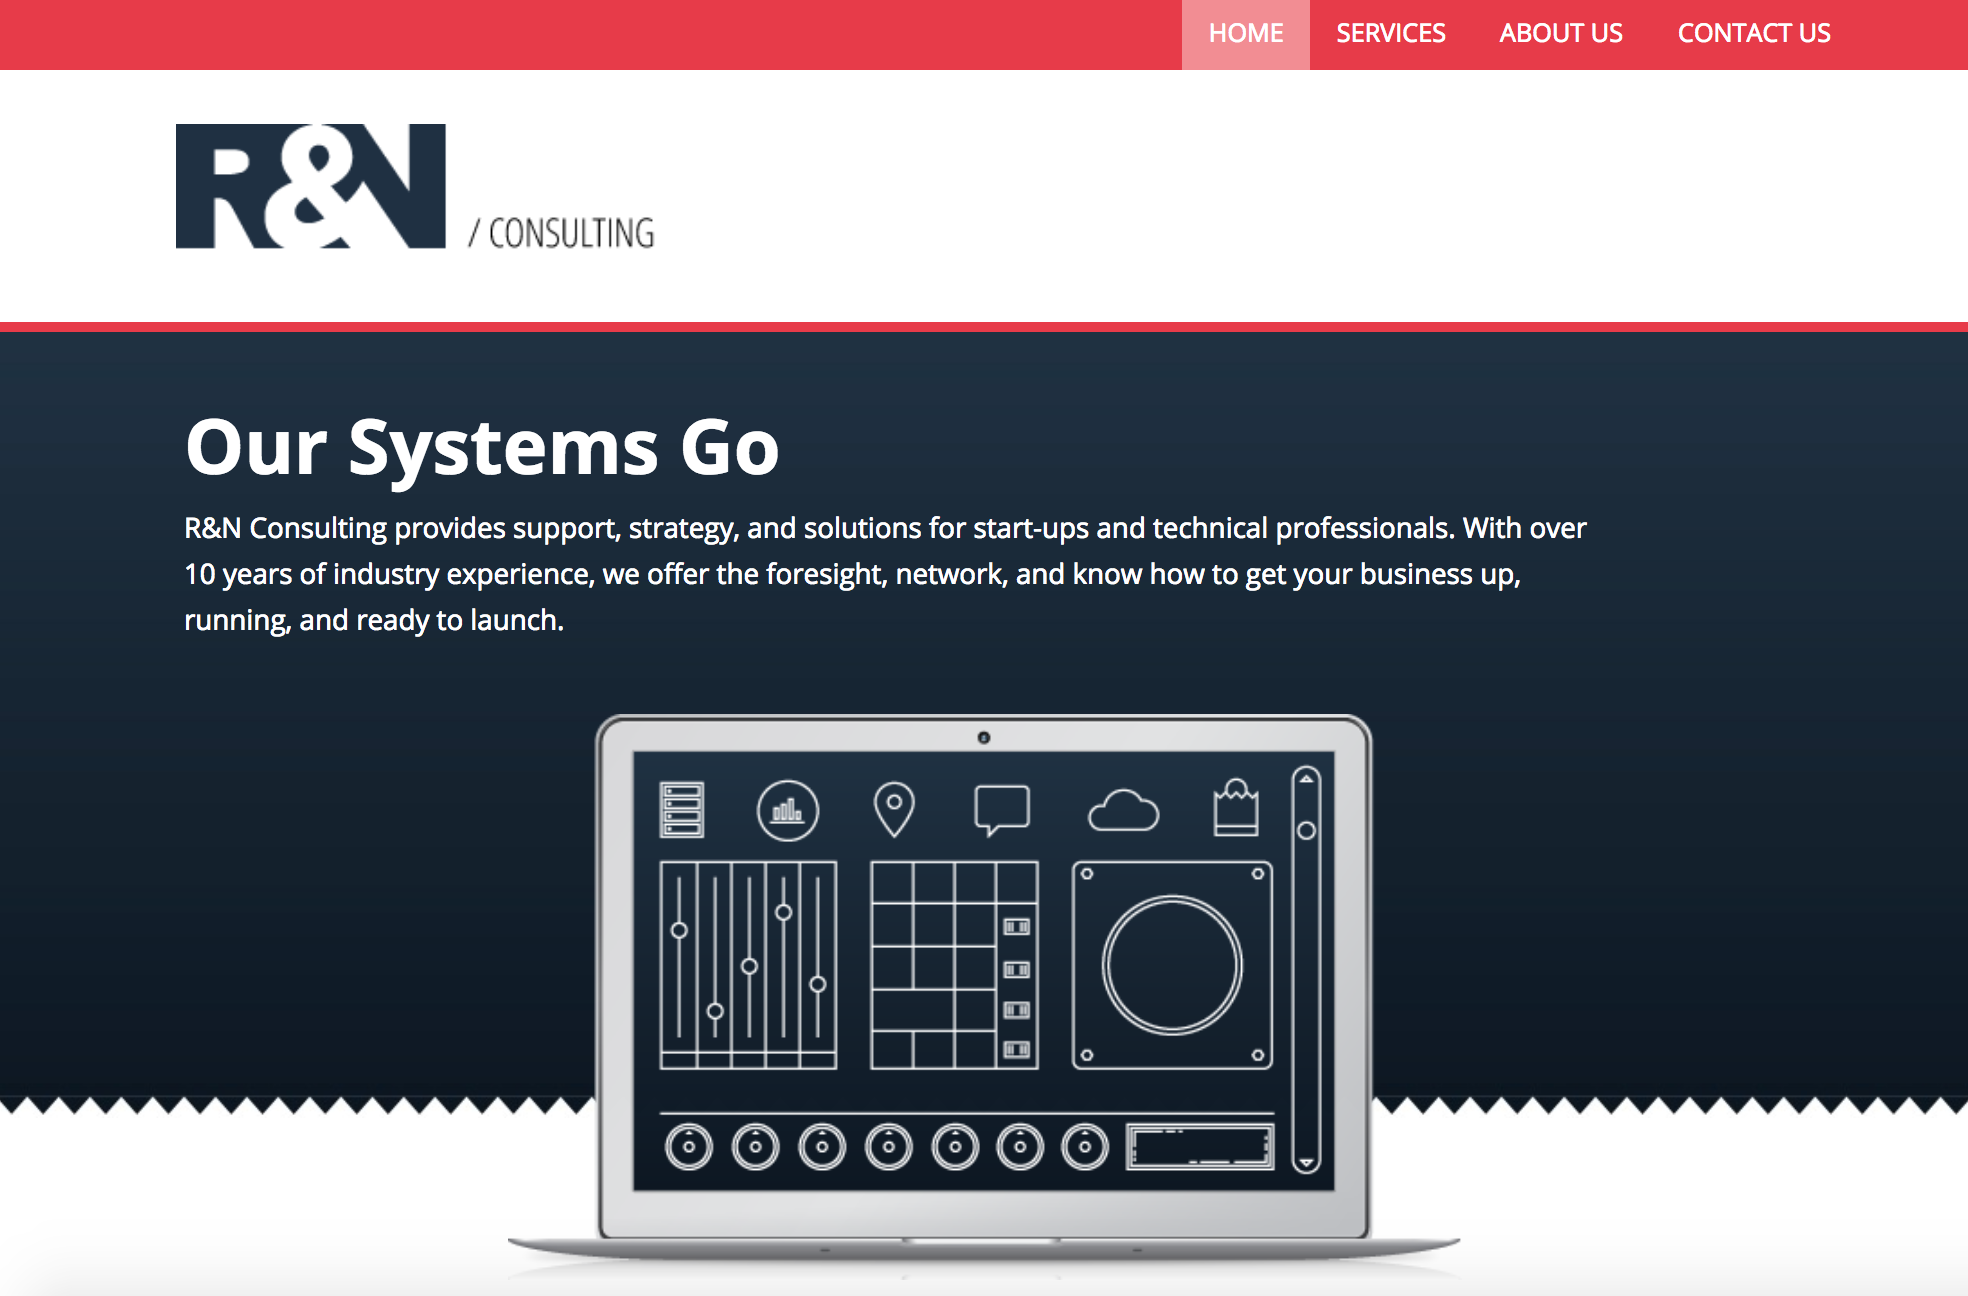 HOME SERVICES ABOUT US CONTACT US
R&N / CONSULTING
Our Systems Go
R&N Consulting provides support, strategy, and solutions for start-ups and technical professionals. With over
10 years of industry experience, we offer the foresight, network, and know how to get your business up,
running, and ready to launch.